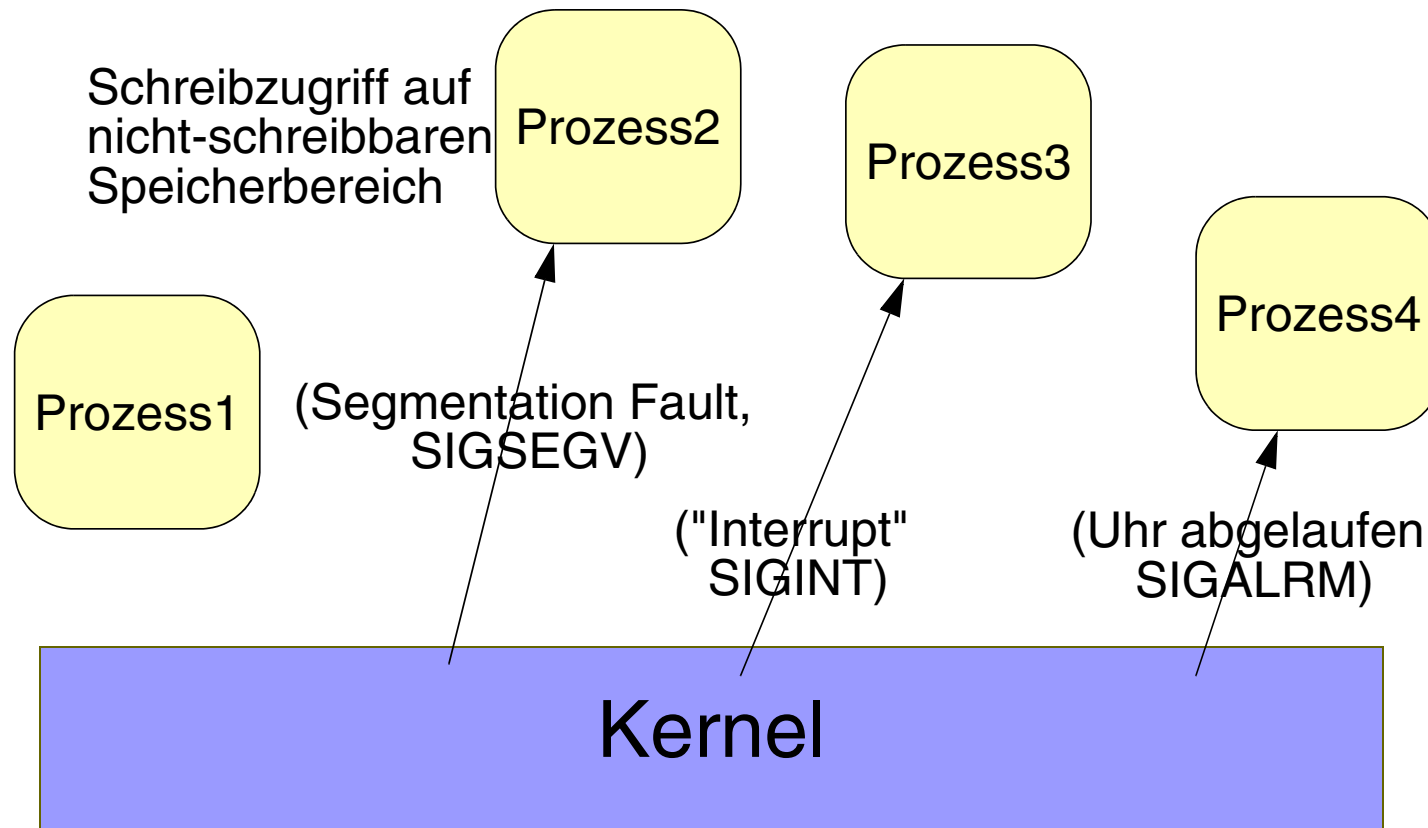 Schreibzugriff auf
nicht-schreibbaren
Speicherbereich
Prozess2
Prozess3
Prozess4
Prozess1
(Segmentation Fault,
SIGSEGV)
("Interrupt"
SIGINT)
(Uhr abgelaufen
SIGALRM)
Kernel